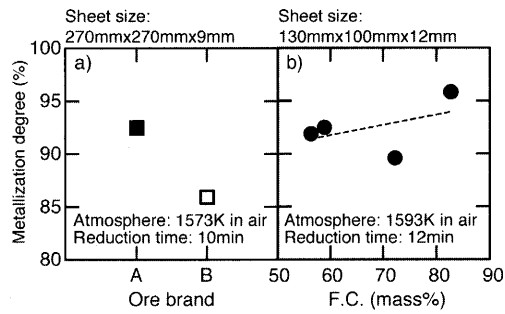 Sheet size:
270mmx270mmx9mm
Sheet size:
130mmx100mmx12mm
Metallization degree (%)
100
95
90
85
80
a)
Atmosphere: 1573K in air
Reduction time: 10min
A
B
Ore brand
b)
Atmosphere: 1593K in air
Reduction time: 12min
50
60
70
80
90
F.C. (mass%)